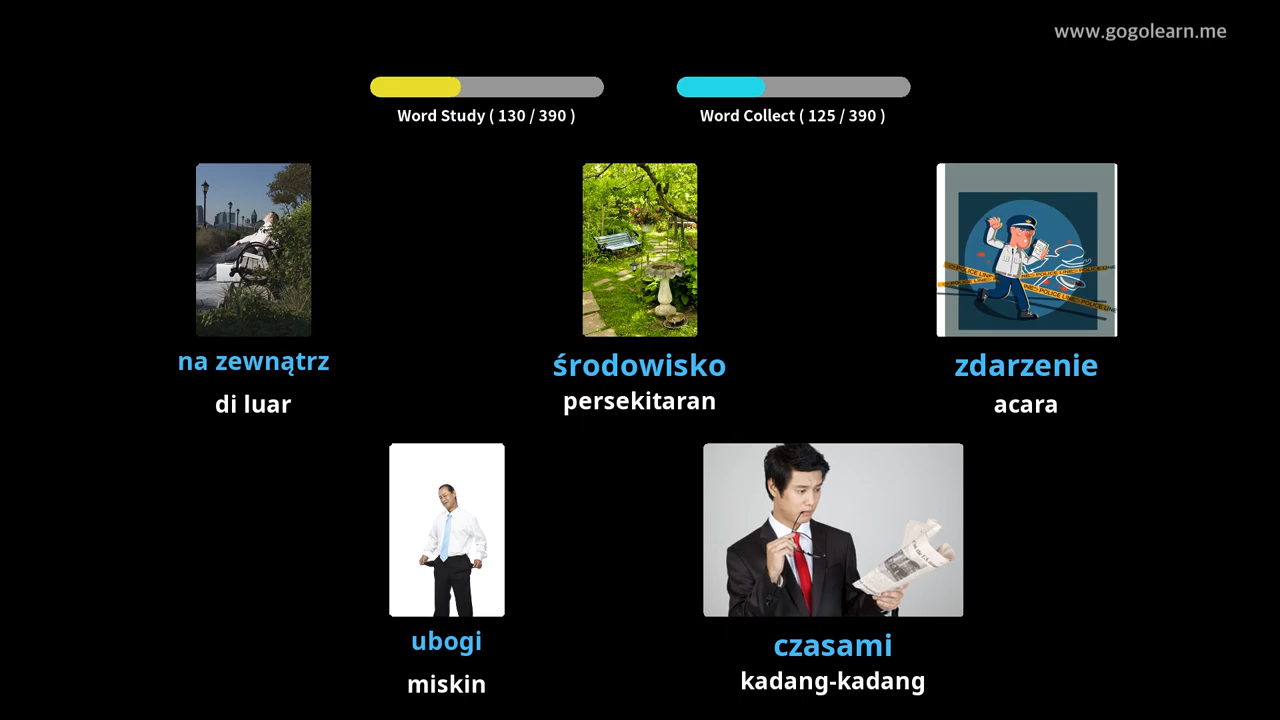 www.gogolearn.me
Word Study ( 130 / 390 )
Word Collect ( 125 / 390 )
na zewnątrz
di luar
środowisko
persekitaran
zdarzenie
acara
ubogi
miskin
czasami
kadang-kadang